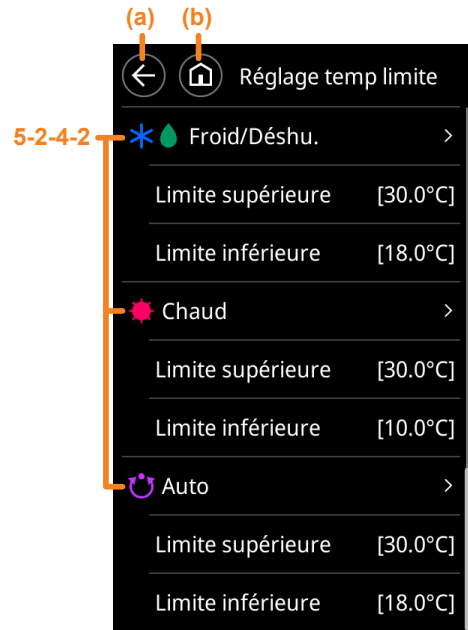 (a) (b)
Réglage temp limite
5-2-4-2 Froid/Déshu.
Limite supérieure [30.0°C]
Limite inférieure [18.0°C]
Chaud
Limite supérieure [30.0°C]
Limite inférieure [10.0°C]
Auto
Limite supérieure [30.0°C]
Limite inférieure [18.0°C]